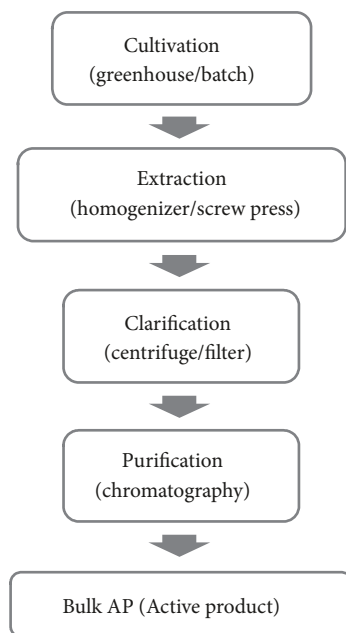 Cultivation
(greenhouse/batch)
Extraction
(homogenizer/screw press)
Clarification
(centrifuge/filter)
Purification
(chromatography)
Bulk AP (Active product)